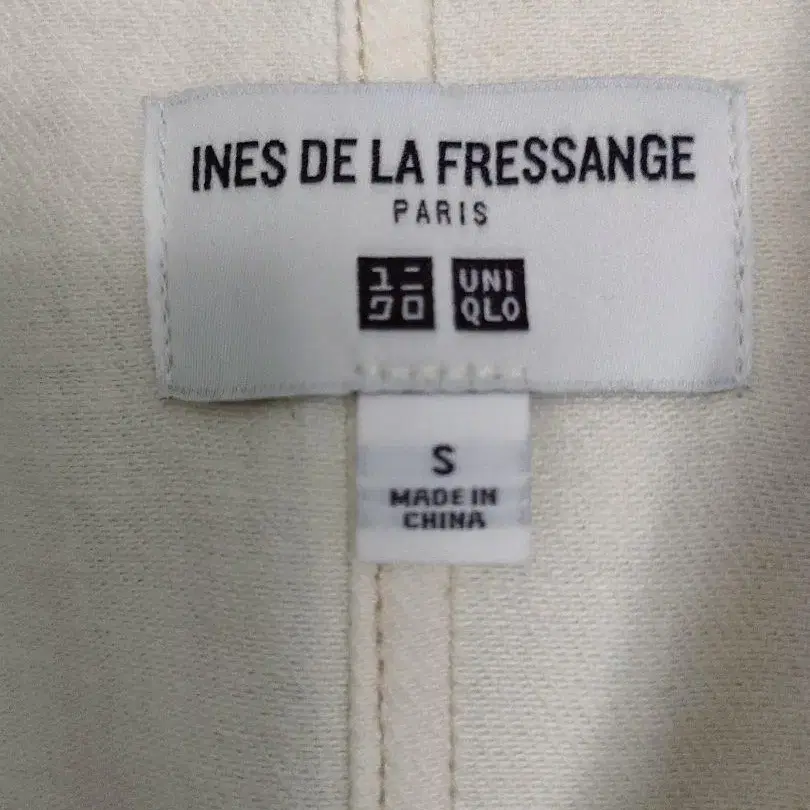 INES DE LA FRESSANGE
PARIS
ユニ UNI
クロ QLO
S
MADE IN
CHINA